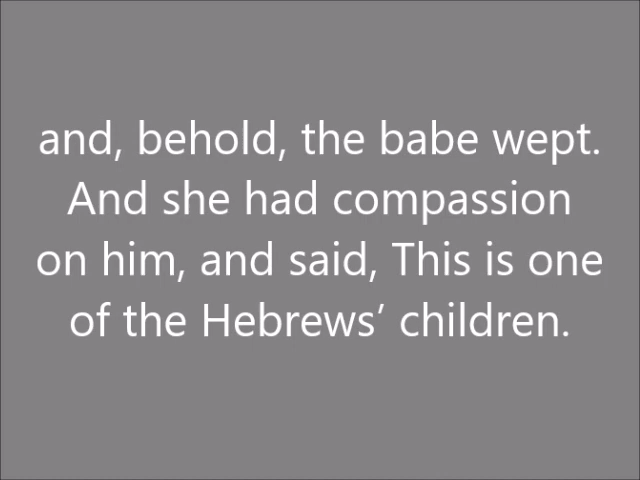 and, behold, the babe wept.
And she had compassion
on him, and said, This is one
of the Hebrews’ children.